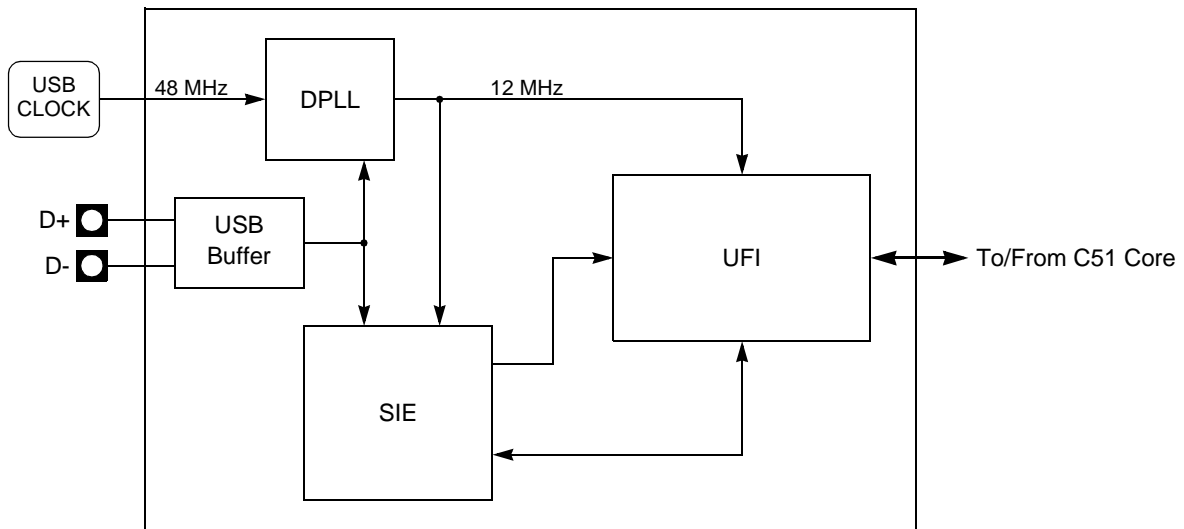 USB
CLOCK
48 MHz
DPLL
12 MHz
D+
D-
USB
Buffer
UFI
To/From C51 Core
SIE